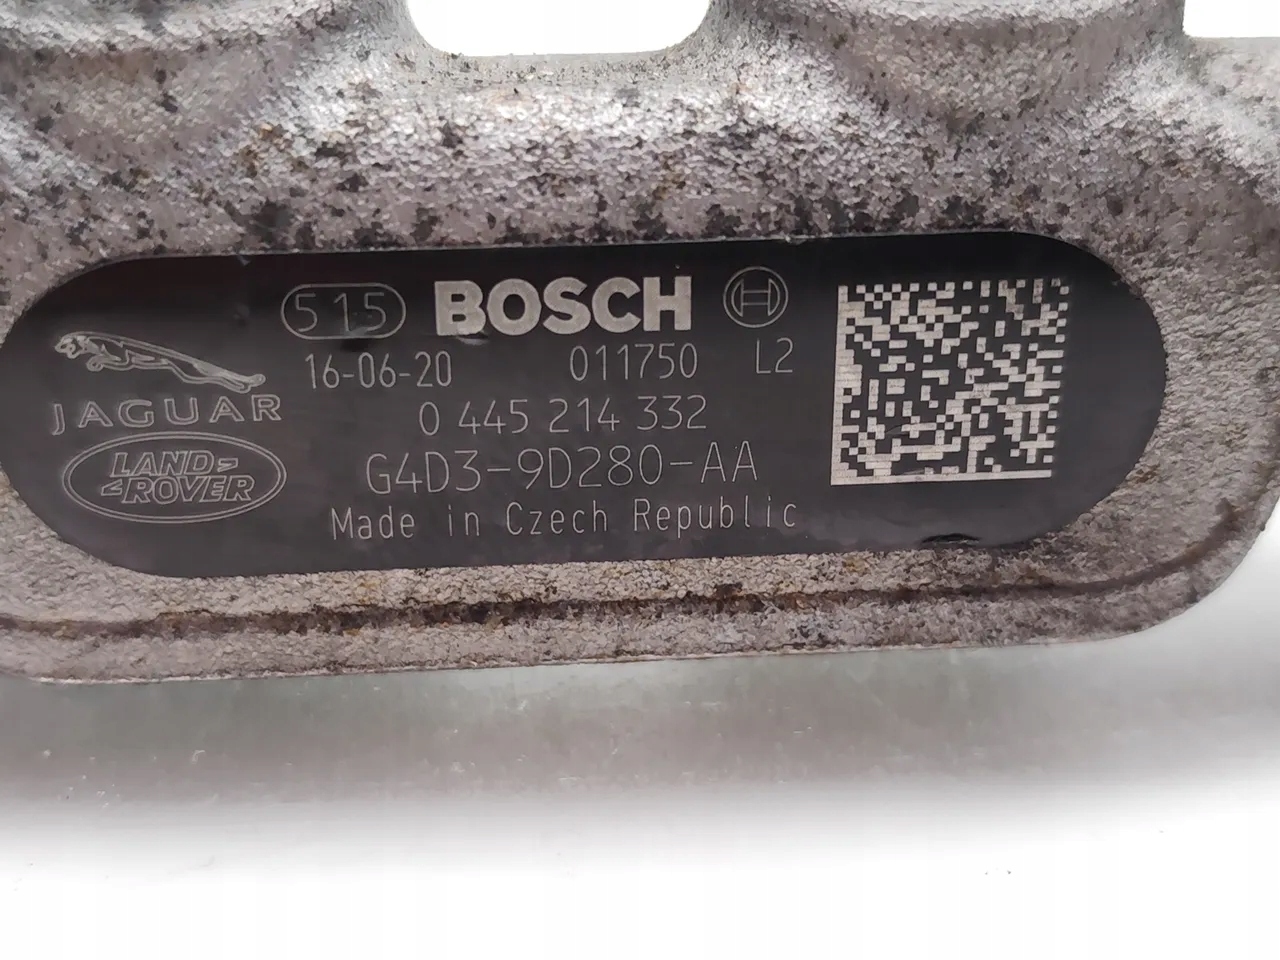 515 BOSCH
16-06-20 011750 L2
JAGUAR
0 445 214 332
LAND
ROVER
G4D3-9D280-AA
Made in Czech Republic